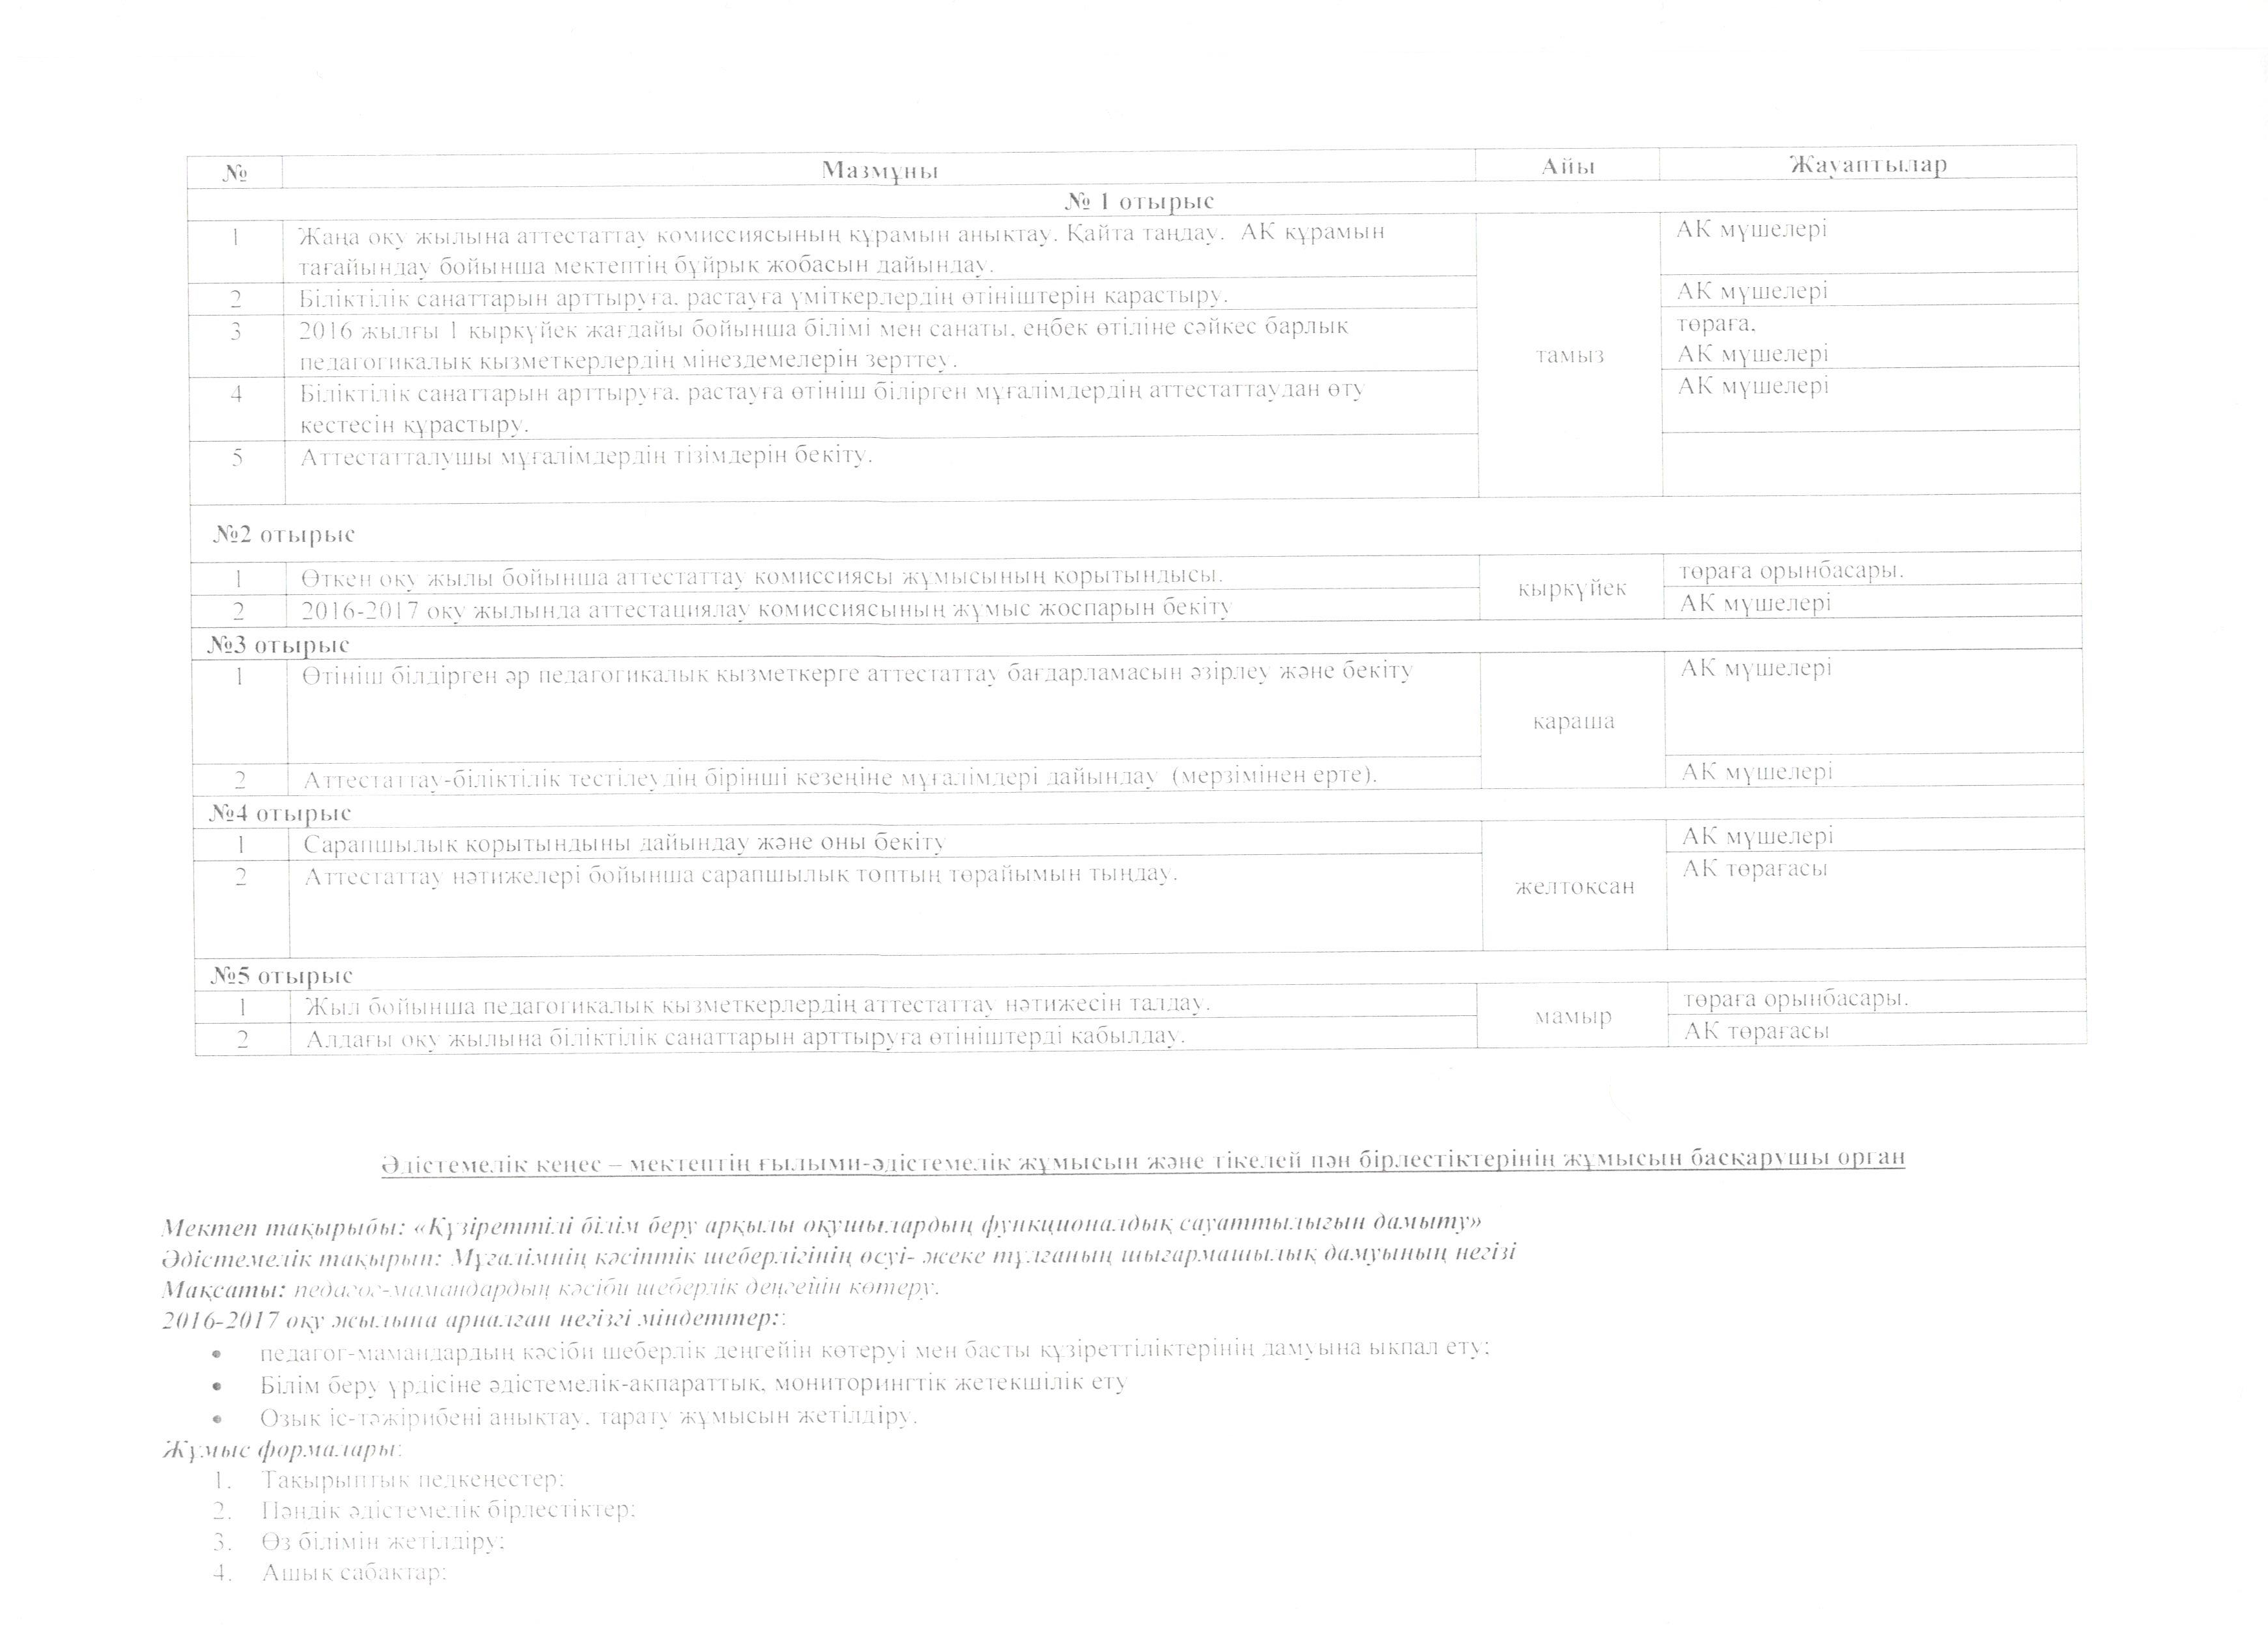 № Мазмұны Айы Жауаптылар
№ 1 отырыс
1 Жаңа оқу жылына аттестаттау комиссиясының құрамын анықтау. Қайта таңдау. АК құрамын АК мүшелері
тағайындау бойынша мектептің бұйрық жобасын дайындау.
2 Біліктілік санаттарын арттыруға, растауға үміткерлердің өтініштерін қарастыру. АК мүшелері
3 2016 жылғы 1 қыркүйек жағдайы бойынша білімі мен санаты, еңбек өтіліне сәйкес барлық төраға,
педагогикалық қызметкерлердің мінездемелерін зерттеу. тамыз АК мүшелері
4 Біліктілік санаттарын арттыруға, растауға өтініш білірген мұғалімдердің аттестаттаудан өту АК мүшелері
кестесін құрастыру.
5 Аттестатталушы мұғалімдердің тізімдерін бекіту.
№2 отырыс
1 Өткен оқу жылы бойынша аттестаттау комиссиясы жұмысының қорытындысы. қыркүйек төраға орынбасары.
2 2016-2017 оқу жылында аттестациялау комиссиясының жұмыс жоспарын бекіту АК мүшелері
№3 отырыс
1 Өтініш білдірген әр педагогикалық қызметкерге аттестаттау бағдарламасын әзірлеу және бекіту АК мүшелері
қараша
2 Аттестаттау-біліктілік тестілеудің бірінші кезеңіне мұғалімдері дайындау (мерзімінен ерте). АК мүшелері
№4 отырыс
1 Сарапшылық қорытындыны дайындау және оны бекіту АК мүшелері
2 Аттестаттау нәтижелері бойынша сарапшылық топтың төрайымын тыңдау. желтоқсан АК төрағасы
№5 отырыс
1 Жыл бойынша педагогикалық қызметкерлердің аттестаттау нәтижесін талдау. мамыр төраға орынбасары.
2 Алдағы оқу жылына біліктілік санаттарын арттыруға өтініштерді қабылдау. АК төрағасы
Әдістемелік кеңес – мектептің ғылыми-әдістемелік жұмысын және тікелей пән бірлестіктерінің жұмысын басқарушы орган
Мектеп тақырыбы: «Құзіреттілі білім беру арқылы оқушылардың функционалдық сауаттылығын дамыту»
Әдістемелік тақырып: Мұғалімнің кәсіптік шеберлігінің өсуі- жеке тұлғаның шығармашылық дамуының негізі
Мақсаты: педагог-мамандардың кәсіби шеберлік деңгейін көтеру.
2016-2017 оқу жылына арналған негізгі міндеттер::
• педагог-мамандардың кәсіби шеберлік деңгейін көтеруі мен басты құзіреттіліктерінің дамуына ықпал ету;
• Білім беру үрдісіне әдістемелік-ақпараттық, мониторингтік жетекшілік ету
• Озық іс-тәжірибені анықтау, тарату жұмысын жетілдіру.
Жұмыс формалары:
1. Тақырыптық педкеңестер;
2. Пәндік әдістемелік бірлестіктер;
3. Өз білімін жетілдіру;
4. Ашық сабақтар;